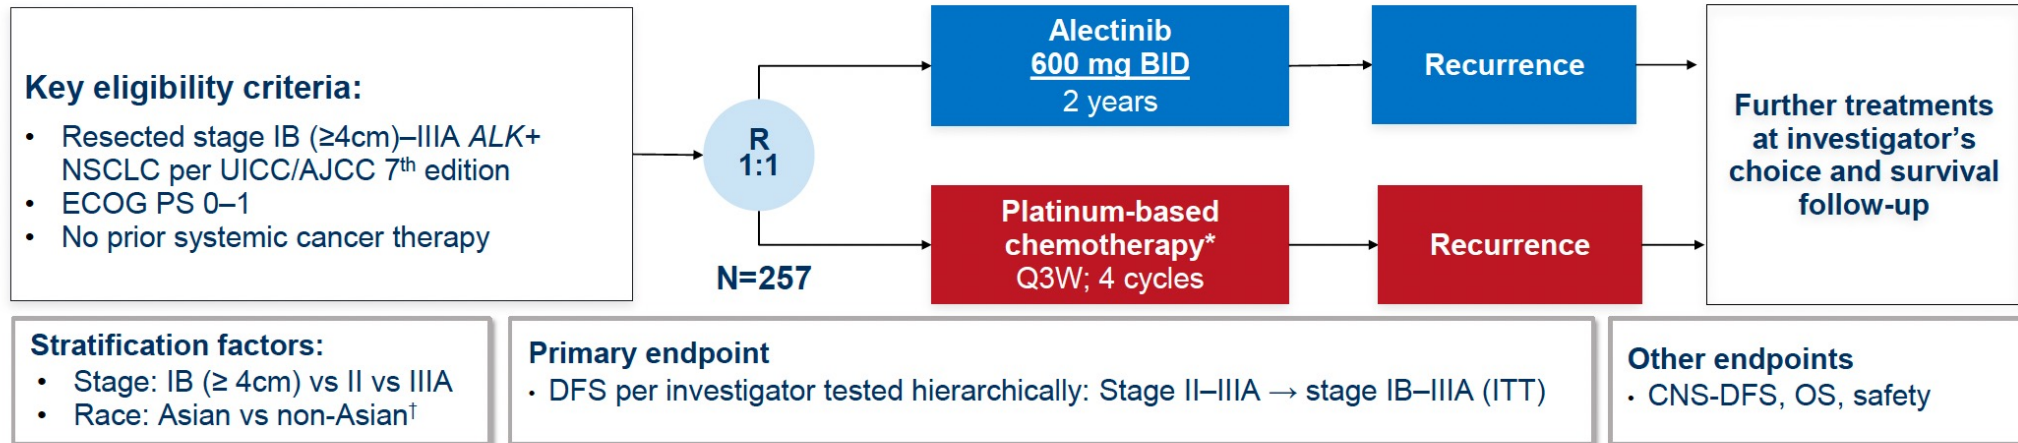 Key eligibility criteria:
• Resected stage IB (≥4cm)–IIIA ALK+
NSCLC per UICC/AJCC 7th edition
• ECOG PS 0–1
• No prior systemic cancer therapy
R
1:1
N=257
Alectinib
600 mg BID
2 years
Recurrence
Platinum-based
chemotherapy*
Q3W; 4 cycles
Recurrence
Further treatments
at investigator's
choice and survival
follow-up
Stratification factors:
• Stage: IB (≥ 4cm) vs II vs IIIA
• Race: Asian vs non-Asian†
Primary endpoint
• DFS per investigator tested hierarchically: Stage II–IIIA → stage IB–IIIA (ITT)
Other endpoints
• CNS-DFS, OS, safety